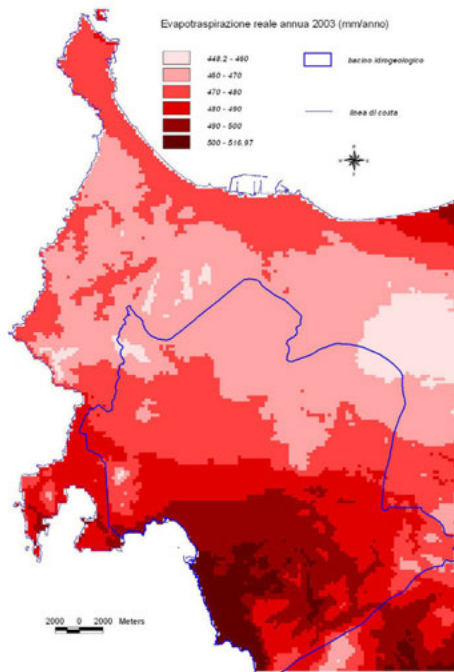 Evapotraspirazione reale annua 2003 (mm/anno)
448.2 - 460
460 - 470
470 - 480
480 - 490
490 - 500
500 - 516.97
bacino idrogeologico
linea di costa
2000 0 2000 Meters